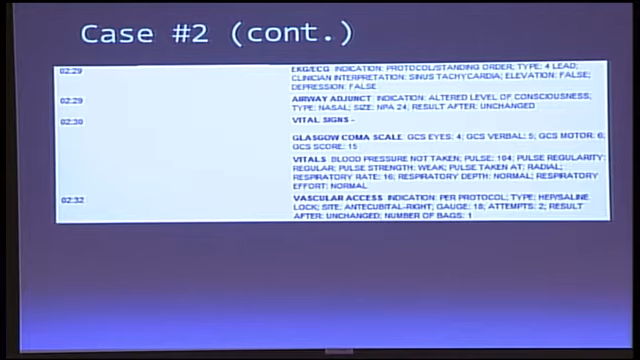 Case #2 (cont.)
02:29 EKG/ECG INDICATION: PROTOCOL/STANDING ORDER; TYPE: 4 LEAD;
CLINICIAN INTERPRETATION: SINUS TACHYCARDIA; ELEVATION: FALSE;
DEPRESSION: FALSE
02:29 AIRWAY ADJUNCT INDICATION: ALTERED LEVEL OF CONSCIOUSNESS;
TYPE: NASAL; SIZE: NPA 24; RESULT AFTER: UNCHANGED
02:30 VITAL SIGNS -
GLASGOW COMA SCALE GCS EYES: 4; GCS VERBAL: 5; GCS MOTOR: 6;
GCS SCORE: 15
VITALS BLOOD PRESSURE NOT TAKEN; PULSE: 104; PULSE REGULARITY:
REGULAR; PULSE STRENGTH: WEAK; PULSE TAKEN AT: RADIAL;
RESPIRATORY RATE: 16; RESPIRATORY DEPTH: NORMAL; RESPIRATORY
EFFORT: NORMAL
02:32 VASCULAR ACCESS INDICATION: PER PROTOCOL; TYPE: HEP/SALINE
LOCK; SITE: ANTECUBITAL-RIGHT; GAUGE: 18; ATTEMPTS: 2; RESULT
AFTER: UNCHANGED; NUMBER OF BAGS: 1